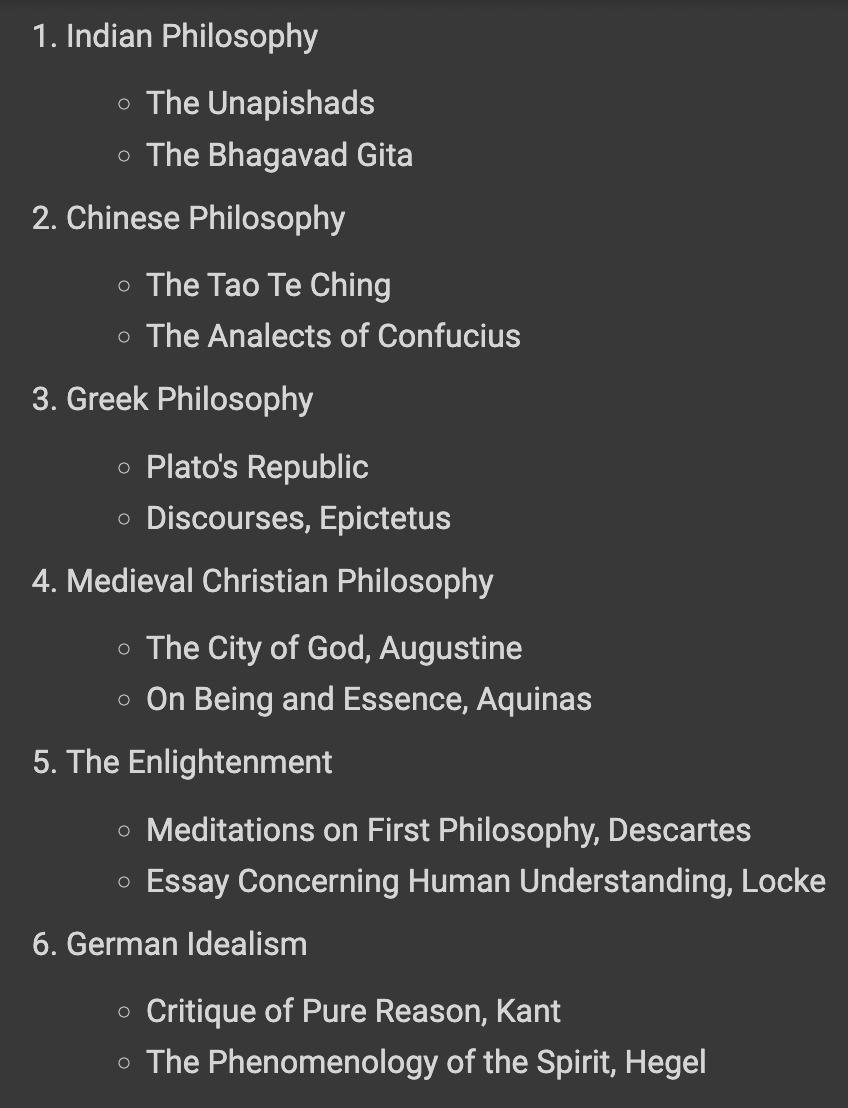 1. Indian Philosophy
○ The Unapishads
○ The Bhagavad Gita
2. Chinese Philosophy
○ The Tao Te Ching
○ The Analects of Confucius
3. Greek Philosophy
○ Plato's Republic
○ Discourses, Epictetus
4. Medieval Christian Philosophy
○ The City of God, Augustine
○ On Being and Essence, Aquinas
5. The Enlightenment
○ Meditations on First Philosophy, Descartes
○ Essay Concerning Human Understanding, Locke
6. German Idealism
○ Critique of Pure Reason, Kant
○ The Phenomenology of the Spirit, Hegel